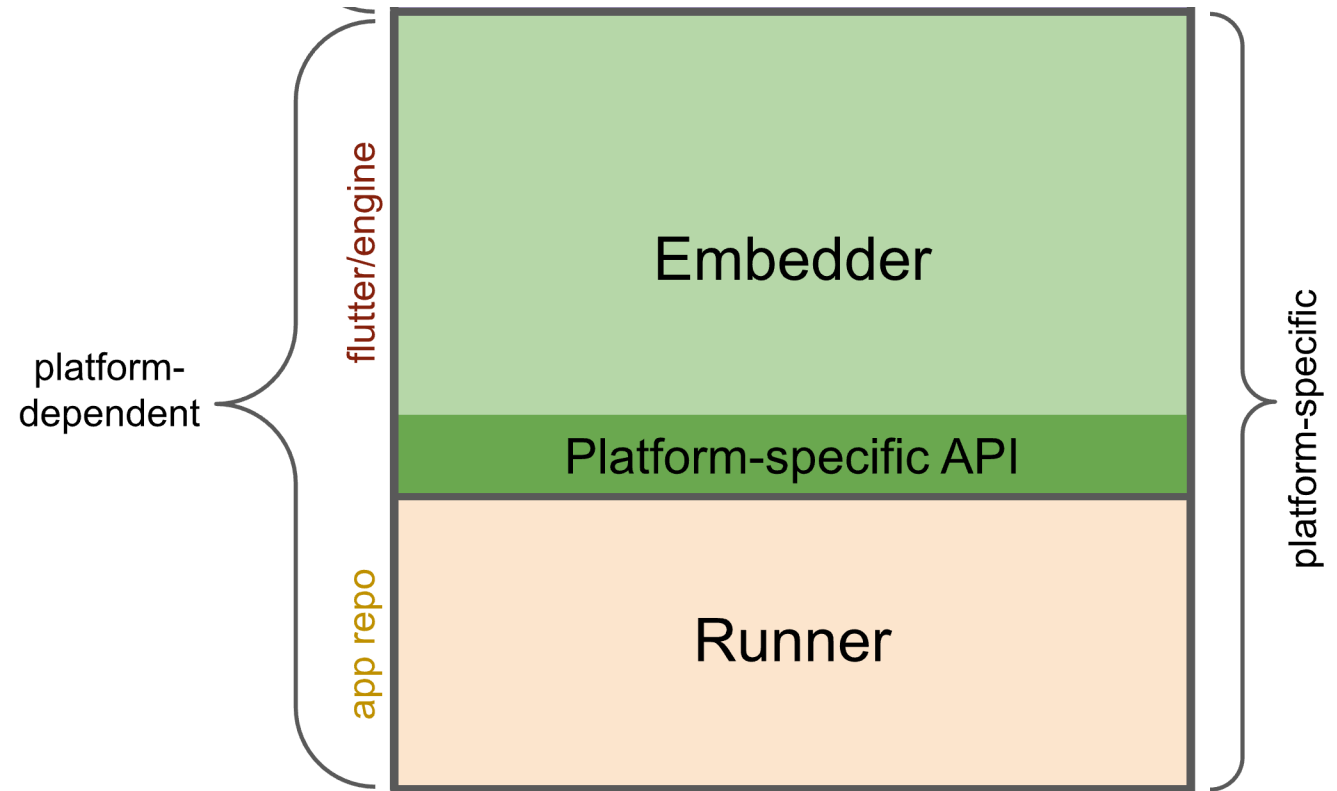 platform-
dependent
flutter/engine
app repo
Embedder
Platform-specific API
Runner
platform-specific